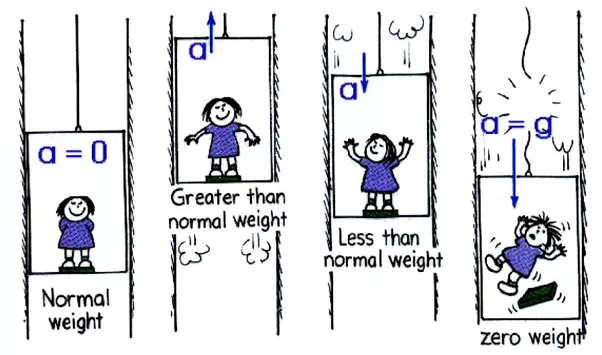 a = 0
Normal
weight
a
Greater than
normal weight
a
Less than
normal weight
a = g
zero weight